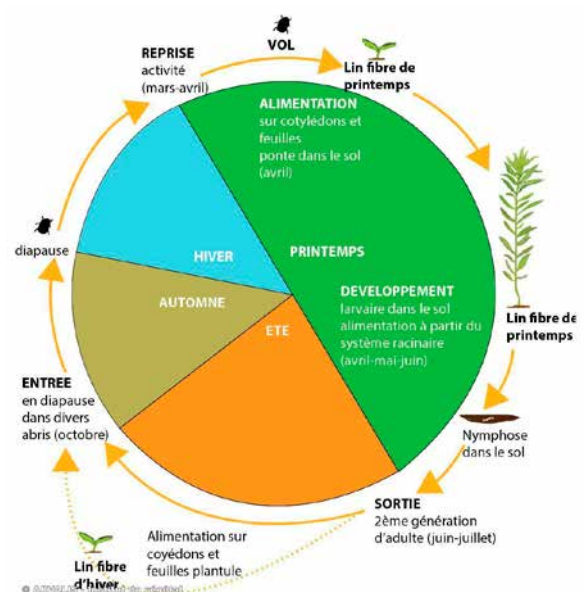 VOL
REPRISE
activité
(mars-avril)
Lin fibre de
printemps
ALIMENTATION
sur cotylédons et
feuilles
ponte dans le sol
(avril)
diapause
HIVER
PRINTEMPS
AUTOMNE
ETE
DEVELOPPEMENT
larvaire dans le sol
alimentation à partir du
système racinaire
(avril-mai-juin)
Lin fibre de
printemps
ENTREE
en diapause
dans divers
abris (octobre)
Nymphose
dans le sol
SORTIE
2ème génération
d'adulte (juin-juillet)
Alimentation sur
coyédons et
feuilles plantule
Lin fibre
d'hiver